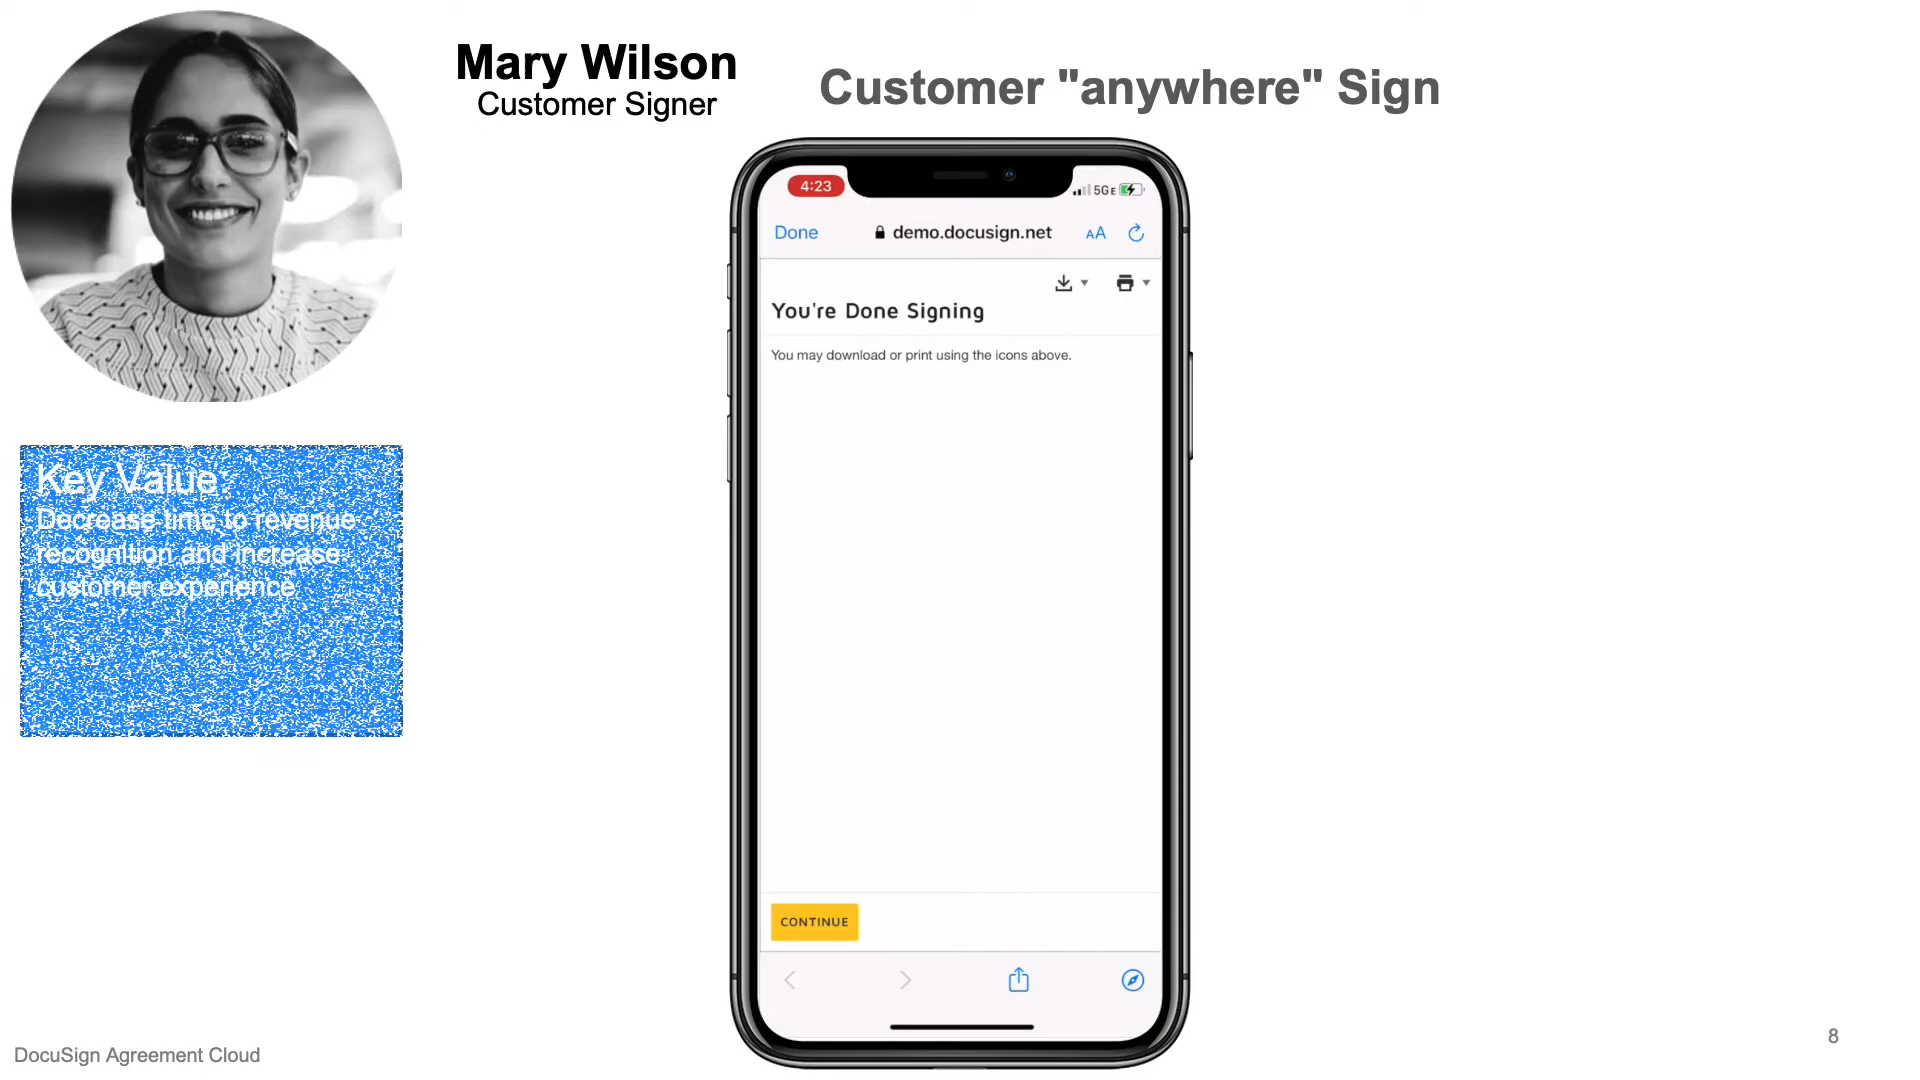 Mary Wilson
Customer Signer
Customer "anywhere" Sign
4:23
5GE
Done
demo.docusign.net
AA
You're Done Signing
You may download or print using the icons above.
CONTINUE
Key Value:
Decrease time to revenue
recognition and increase
customer experience
DocuSign Agreement Cloud
8